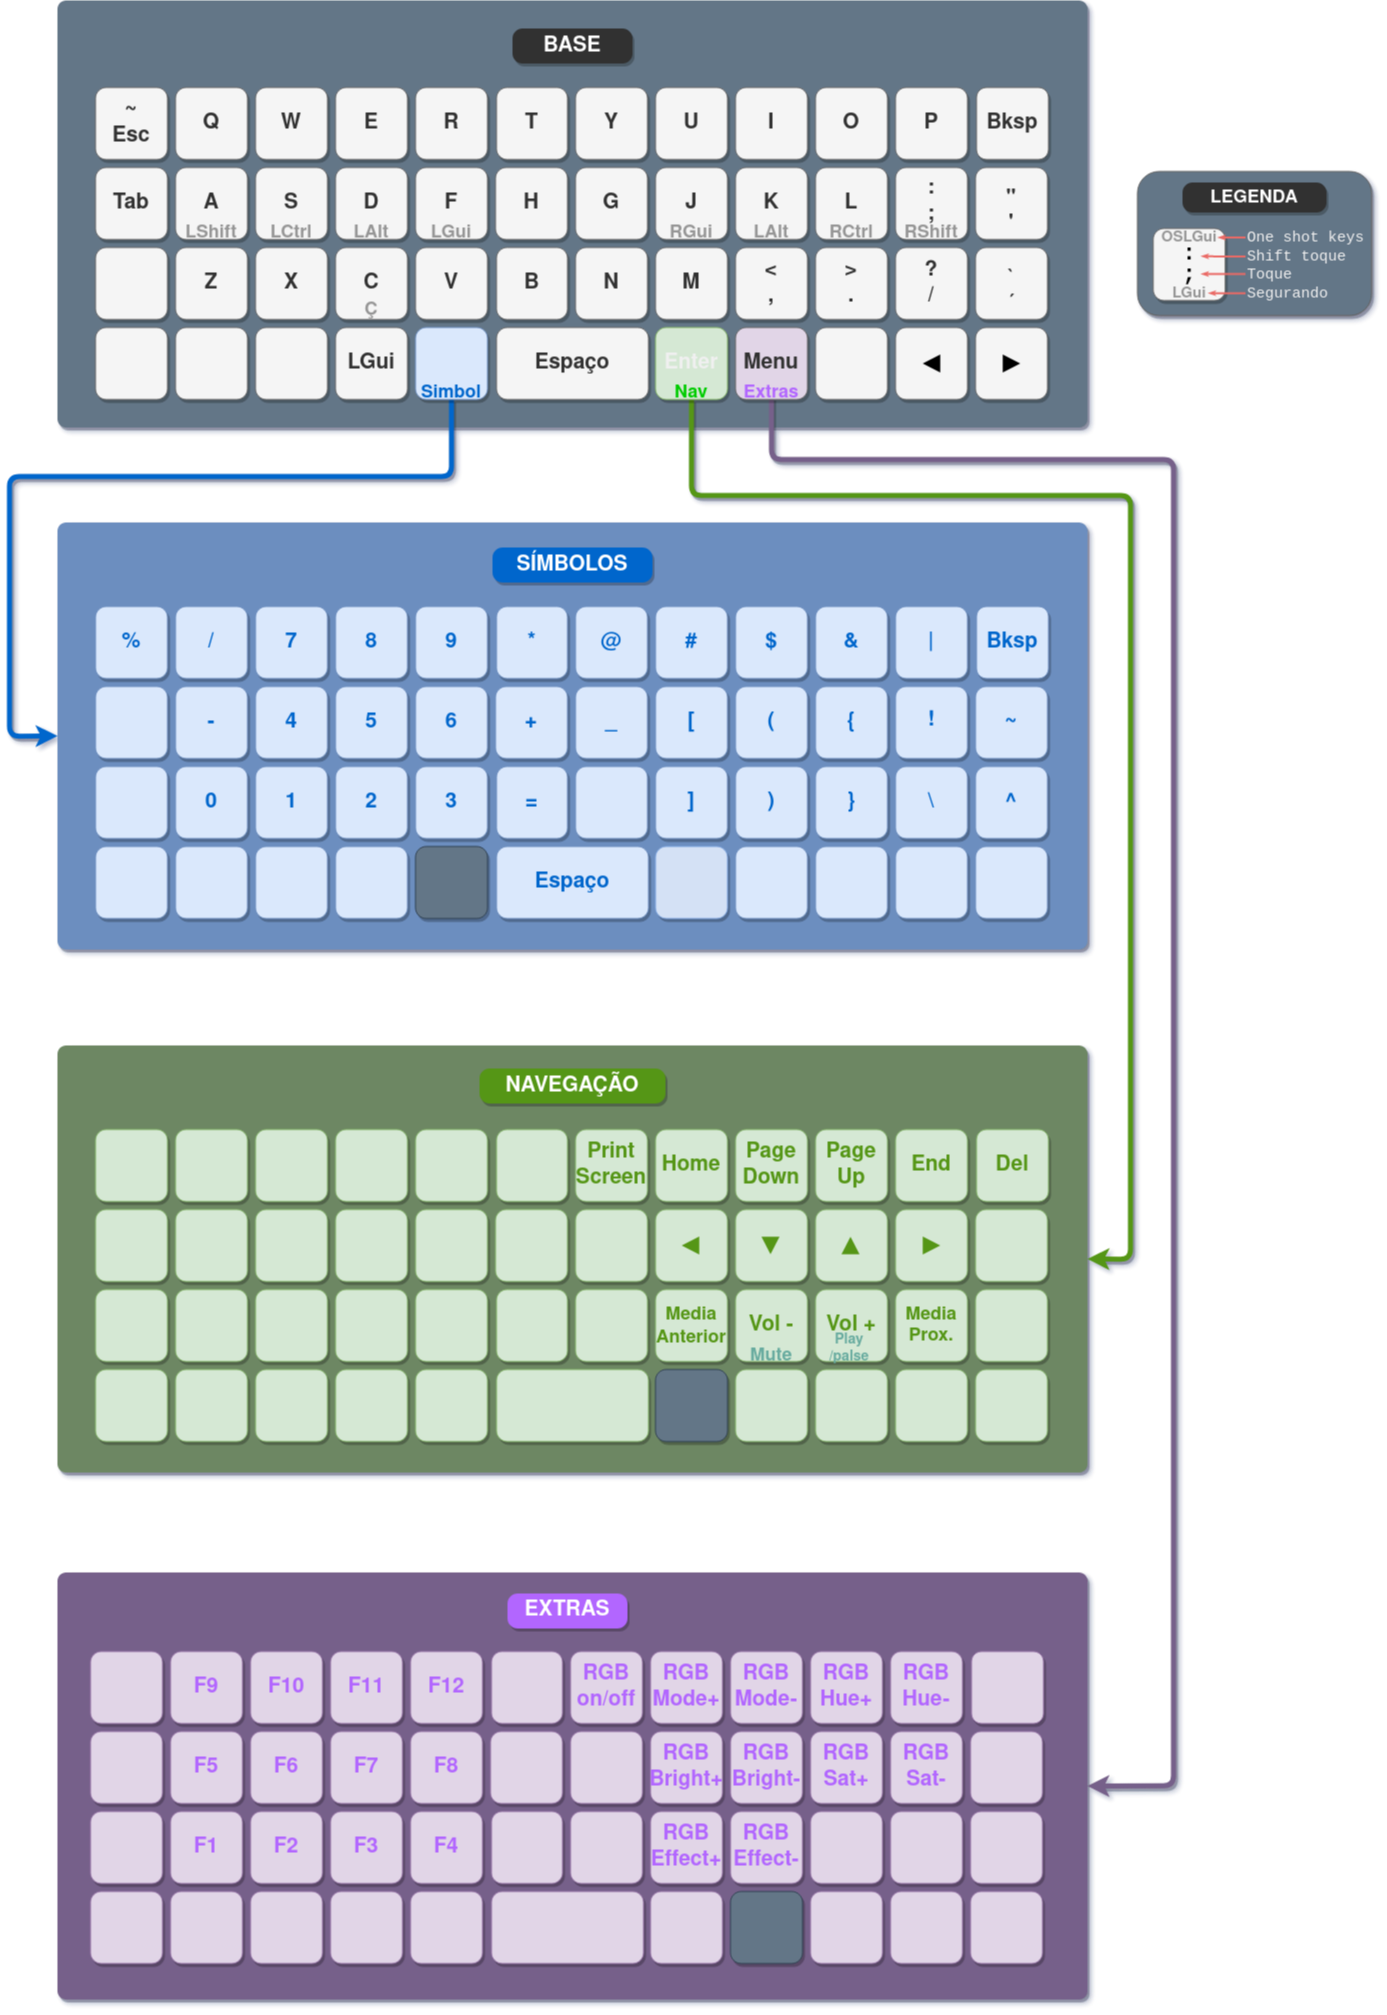 BASE
~
Esc Q W E R T Y U I O P Bksp
Tab A S D F H G J K L : ; " '
LShift LCtrl LAlt LGui RGui LAlt RCtrl RShift
Z X C V B N M < , > . ? / ` ´
Ç
LGui Espaço Enter Menu ◀ ▶
Simbol Nav Extras
LEGENDA
OSLGui One shot keys
: Shift toque
; Toque
LGui Segurando
SÍMBOLOS
% / 7 8 9 * @ # $ & | Bksp
- 4 5 6 + _ [ ( { ! ~
0 1 2 3 = ] ) } \ ^
Espaço
NAVEGAÇÃO
Print Screen Home Page Down Page Up End Del
◀ ▼ ▲ ▶
Media Anterior Vol - Vol + Media Prox.
Mute Play /palse
EXTRAS
F9 F10 F11 F12 RGB on/off RGB Mode+ RGB Mode- RGB Hue+ RGB Hue-
F5 F6 F7 F8 RGB Bright+ RGB Bright- RGB Sat+ RGB Sat-
F1 F2 F3 F4 RGB Effect+ RGB Effect-